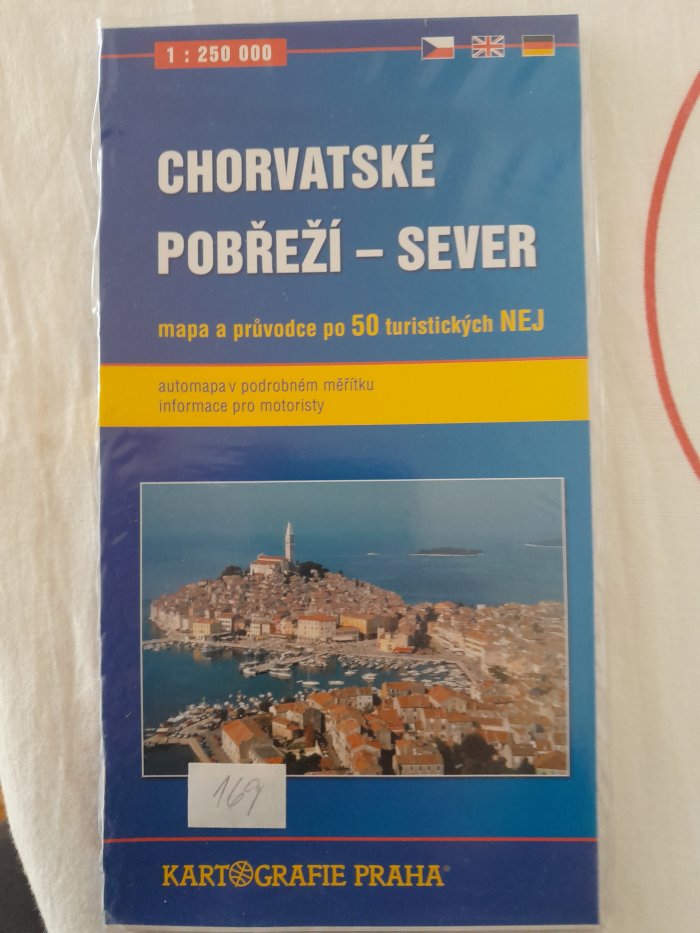 1 : 250 000
CHORVATSKÉ
POBŘEŽÍ – SEVER
mapa a průvodce po 50 turistických NEJ
automapa v podrobném měřítku
informace pro motoristy
169
KARTOGRAFIE PRAHA®